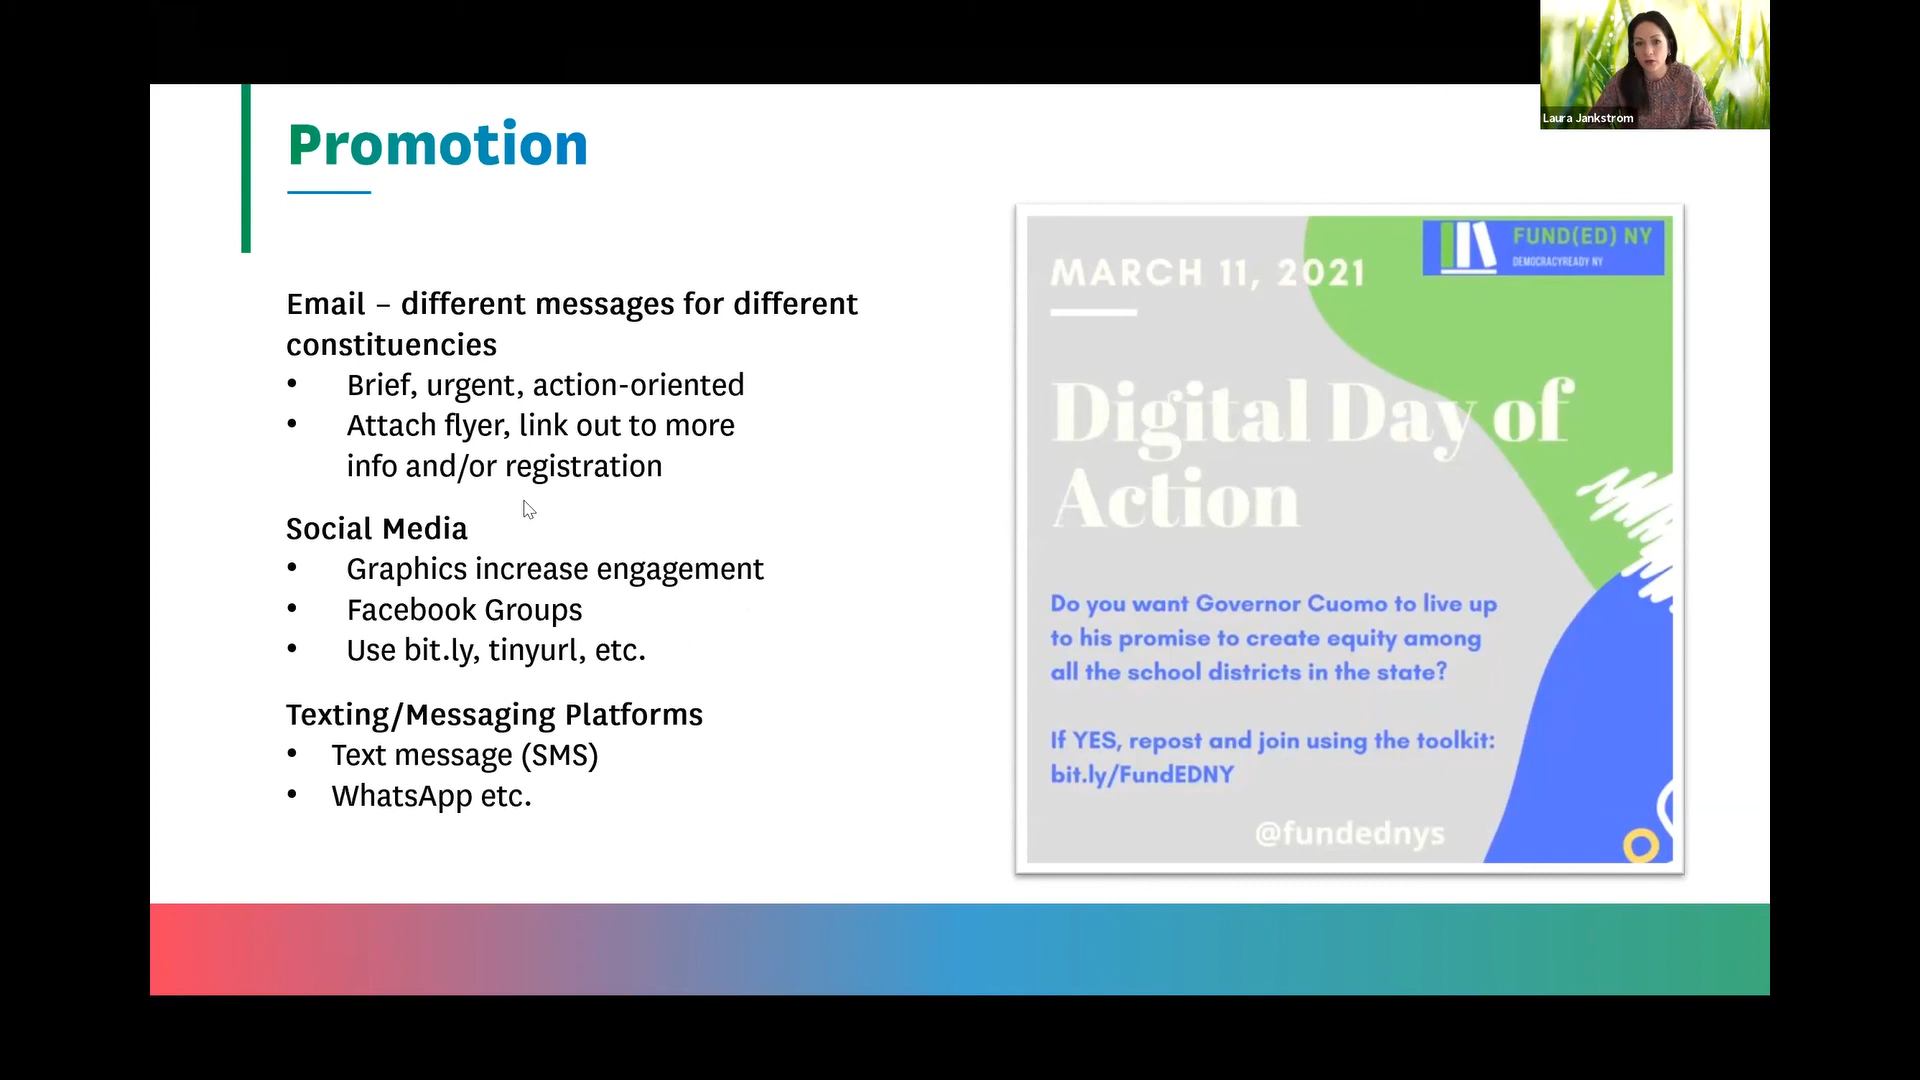 Laura Jankstrom
Promotion
Email – different messages for different
constituencies
• Brief, urgent, action-oriented
• Attach flyer, link out to more
info and/or registration
Social Media
• Graphics increase engagement
• Facebook Groups
• Use bit.ly, tinyurl, etc.
Texting/Messaging Platforms
• Text message (SMS)
• WhatsApp etc.
FUND(ED) NY
DEMOCRACYREADY NY
MARCH 11, 2021
Digital Day of
Action
Do you want Governor Cuomo to live up
to his promise to create equity among
all the school districts in the state?
If YES, repost and join using the toolkit:
bit.ly/FundEDNY
@fundednys